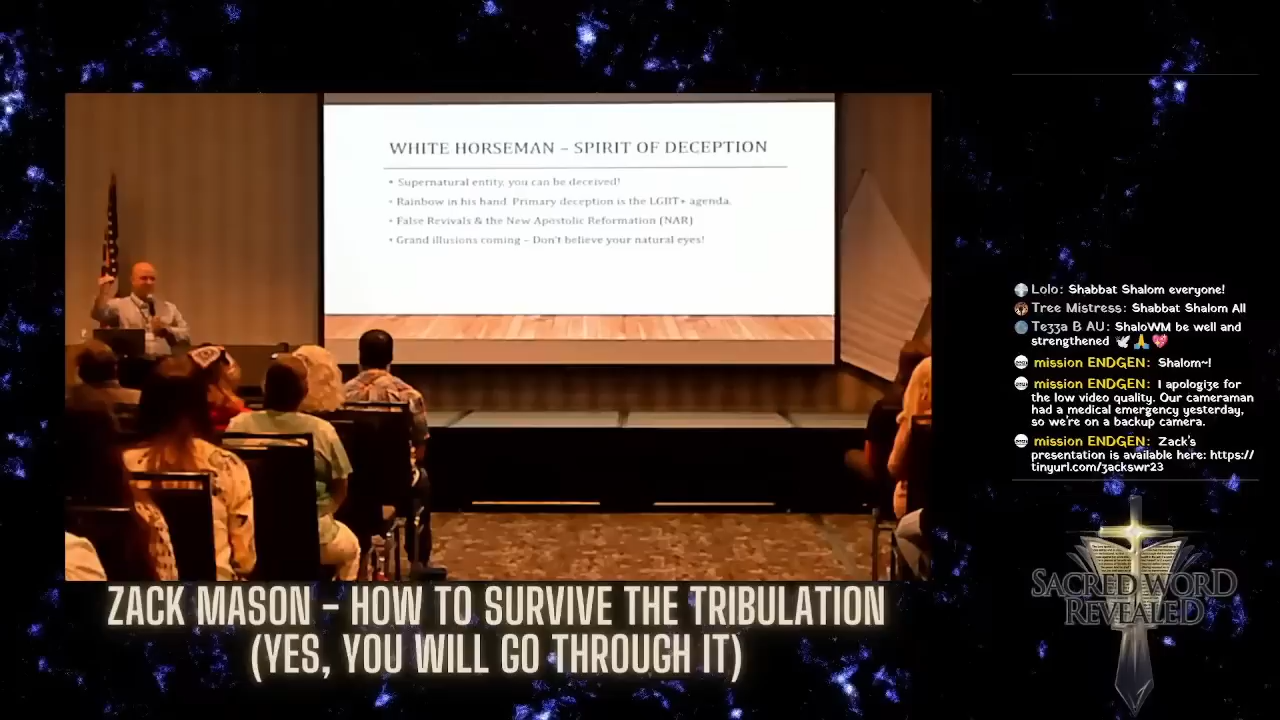 WHITE HORSEMAN – SPIRIT OF DECEPTION
• Supernatural entity, you can be deceived!
• Rainbow in his hand. Primary deception is the LGBT+ agenda.
• False Revivals & the New Apostolic Reformation (NAR)
• Grand illusions coming – Don't believe your natural eyes!
Lolo: Shabbat Shalom everyone!
Tree Mistress: Shabbat Shalom All
Tezza B AU: ShaloWM be well and
strengthened 🕊️🙏💖
mission ENDGEN: Shalom~!
mission ENDGEN: I apologize for
the low video quality. Our cameraman
had a medical emergency yesterday,
so we're on a backup camera.
mission ENDGEN: Zack's
presentation is available here: https://
tinyurl.com/zackswr23
SACRED WORD
REVEALED
ZACK MASON – HOW TO SURVIVE THE TRIBULATION
(YES, YOU WILL GO THROUGH IT)